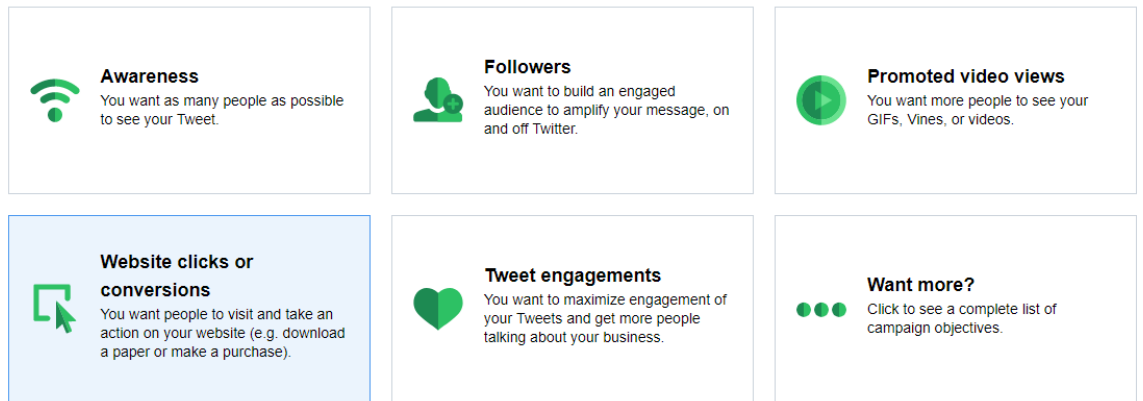 Awareness
You want as many people as possible
to see your Tweet.
Followers
You want to build an engaged
audience to amplify your message, on
and off Twitter.
Promoted video views
You want more people to see your
GIFs, Vines, or videos.
Website clicks or
conversions
You want people to visit and take an
action on your website (e.g. download
a paper or make a purchase).
Tweet engagements
You want to maximize engagement of
your Tweets and get more people
talking about your business.
Want more?
Click to see a complete list of
campaign objectives.